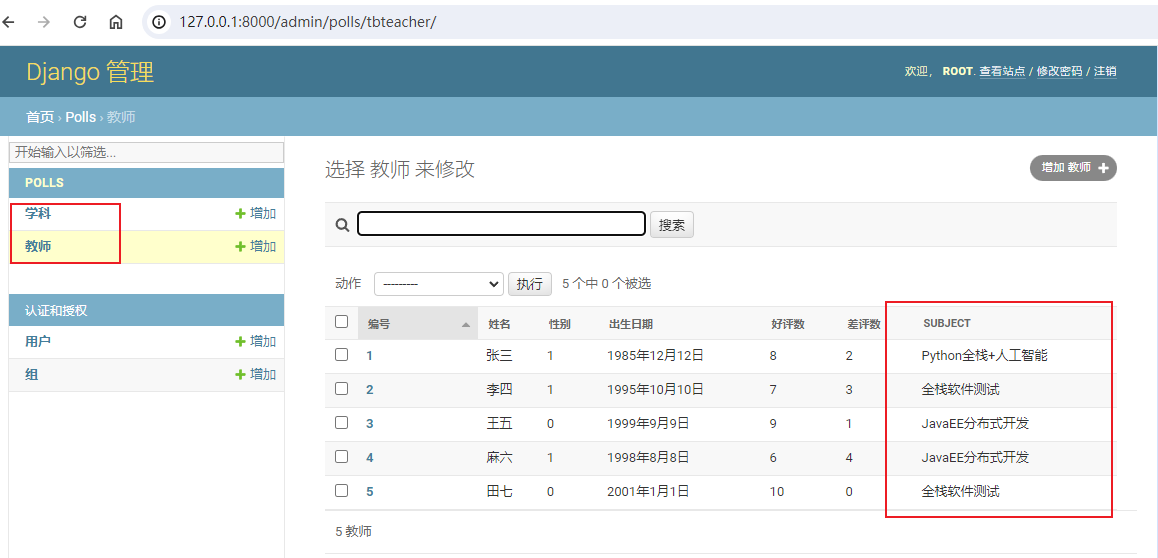 127.0.0.1:8000/admin/polls/tbteacher/
Django 管理
欢迎， ROOT. 查看站点 / 修改密码 / 注销
首页 › Polls › 教师
开始输入以筛选...
POLLS
学科 增加
教师 增加
认证和授权
用户 增加
组 增加
选择 教师 来修改
增加 教师
搜索
动作 --------- 执行 5 个中 0 个被选
编号 姓名 性别 出生日期 好评数 差评数 SUBJECT
1 张三 1 1985年12月12日 8 2 Python全栈+人工智能
2 李四 1 1995年10月10日 7 3 全栈软件测试
3 王五 0 1999年9月9日 9 1 JavaEE分布式开发
4 麻六 1 1998年8月8日 6 4 JavaEE分布式开发
5 田七 0 2001年1月1日 10 0 全栈软件测试
5 教师